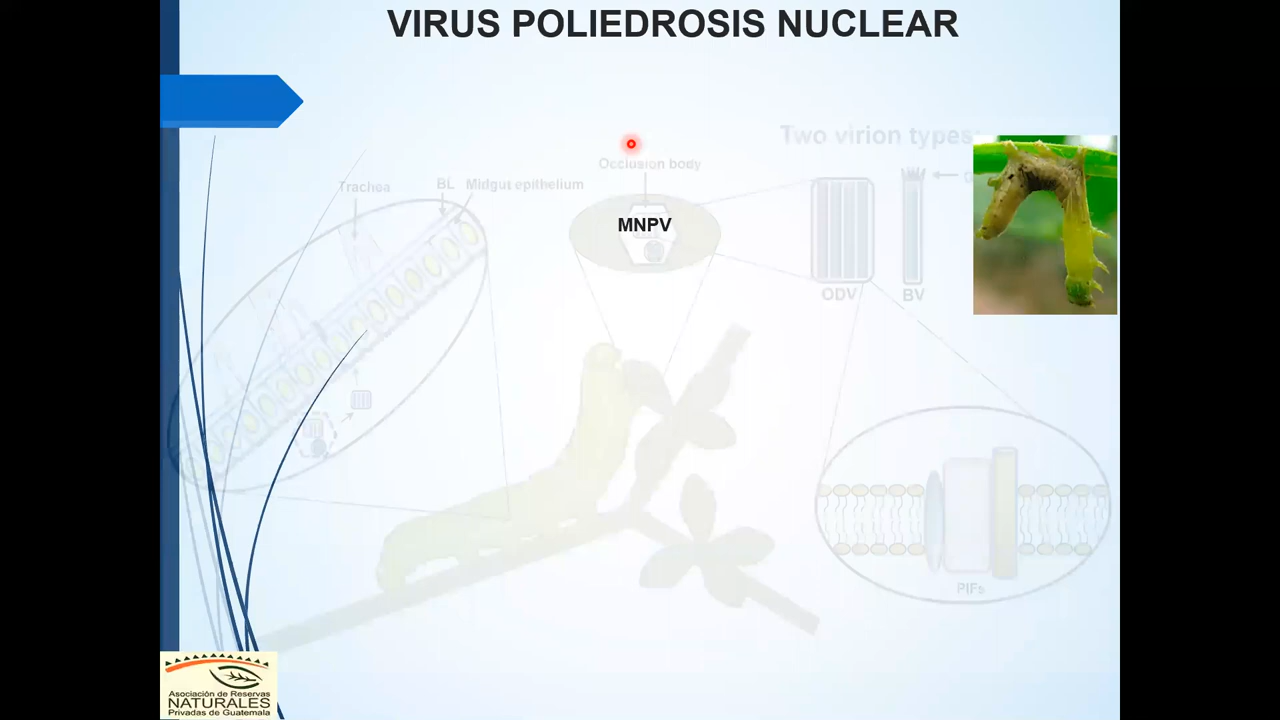 VIRUS POLIEDROSIS NUCLEAR
Two virion types:
Occlusion body
Trachea
BL
Midgut epithelium
MNPV
ODV
BV
PIFs
Asociación de Reservas
NATURALES
Privadas de Guatemala